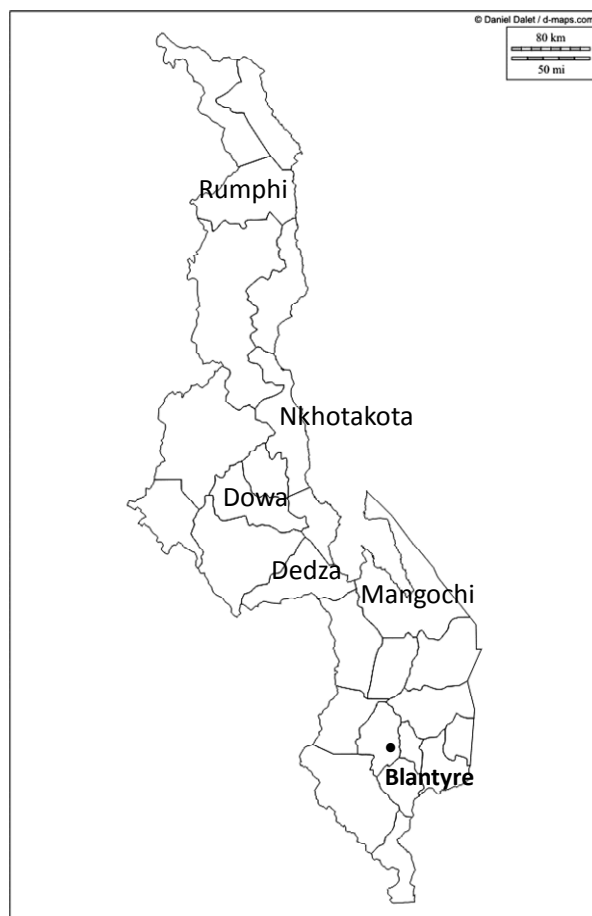 © Daniel Dalet / d-maps.com
80 km
50 mi
Rumphi
Nkhotakota
Dowa
Dedza
Mangochi
Blantyre